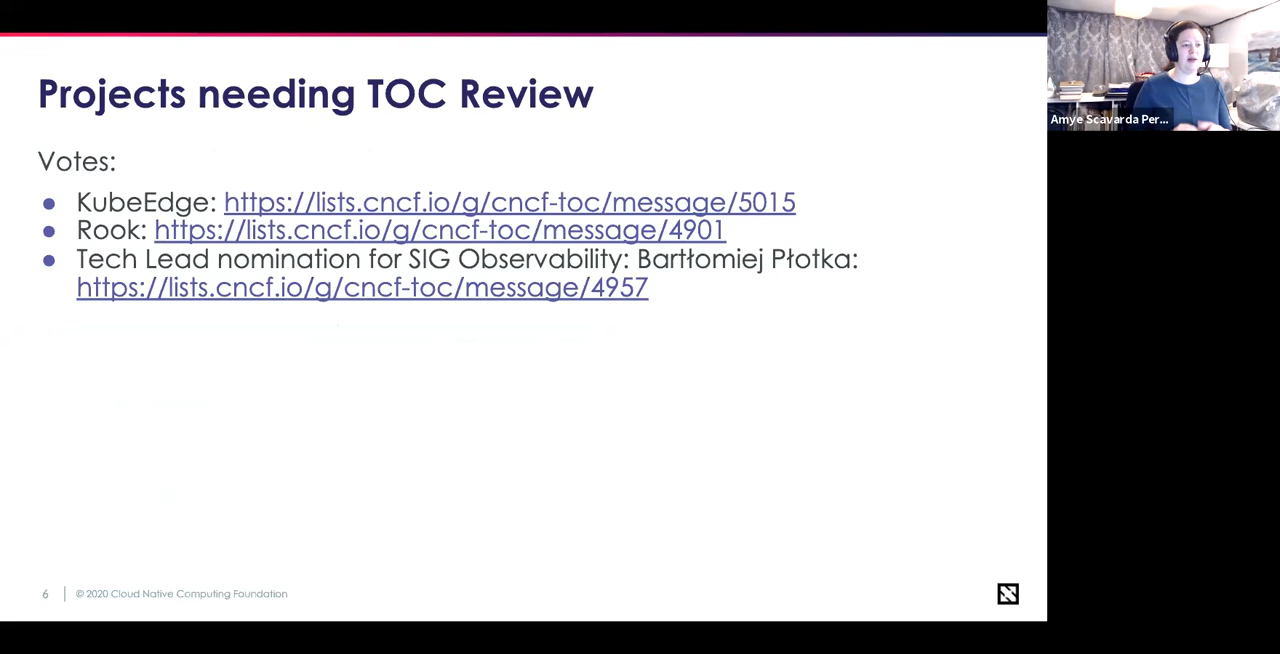 Projects needing TOC Review
Amye Scavarda Per...
Votes:
KubeEdge: https://lists.cncf.io/g/cncf-toc/message/5015
Rook: https://lists.cncf.io/g/cncf-toc/message/4901
Tech Lead nomination for SIG Observability: Bartłomiej Płotka:
https://lists.cncf.io/g/cncf-toc/message/4957
6
© 2020 Cloud Native Computing Foundation